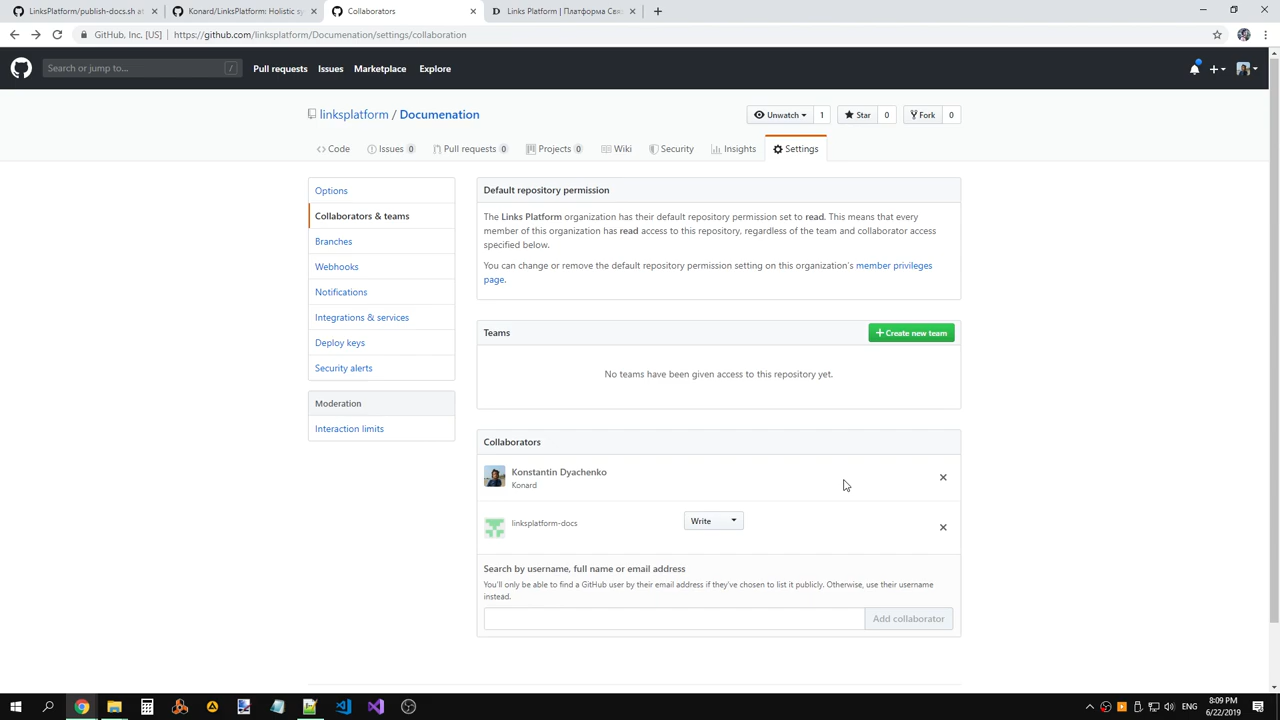 LinksPlatform/publish-docs.sh at
Konard/LinksPlatform: Holistic sy
Collaborators
Links Platform | Платформа Свя
GitHub, Inc. [US] https://github.com/linksplatform/Documenation/settings/collaboration
Search or jump to... /
Pull requests Issues Marketplace Explore
linksplatform / Documenation
Unwatch 1 Star 0 Fork 0
Code Issues 0 Pull requests 0 Projects 0 Wiki Security Insights Settings
Options
Collaborators & teams
Branches
Webhooks
Notifications
Integrations & services
Deploy keys
Security alerts
Moderation
Interaction limits
Default repository permission
The Links Platform organization has their default repository permission set to read. This means that every
member of this organization has read access to this repository, regardless of the team and collaborator access
specified below.
You can change or remove the default repository permission setting on this organization's member privileges
page.
Teams
Create new team
No teams have been given access to this repository yet.
Collaborators
Konstantin Dyachenko
Konard
linksplatform-docs
Write
Search by username, full name or email address
You'll only be able to find a GitHub user by their email address if they've chosen to list it publicly. Otherwise, use their username
instead.
Add collaborator
ENG
8:09 PM
6/22/2019